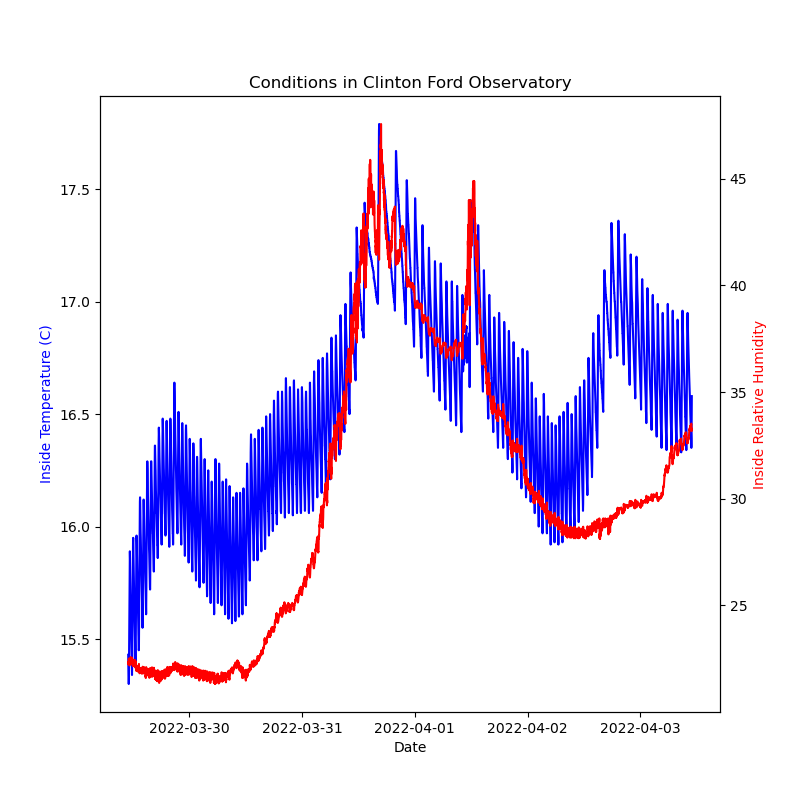 Conditions in Clinton Ford Observatory
17.5
17.0
16.5
16.0
15.5
Inside Temperature (C)
45
40
35
30
25
Inside Relative Humidity
2022-03-30 2022-03-31 2022-04-01 2022-04-02 2022-04-03
Date